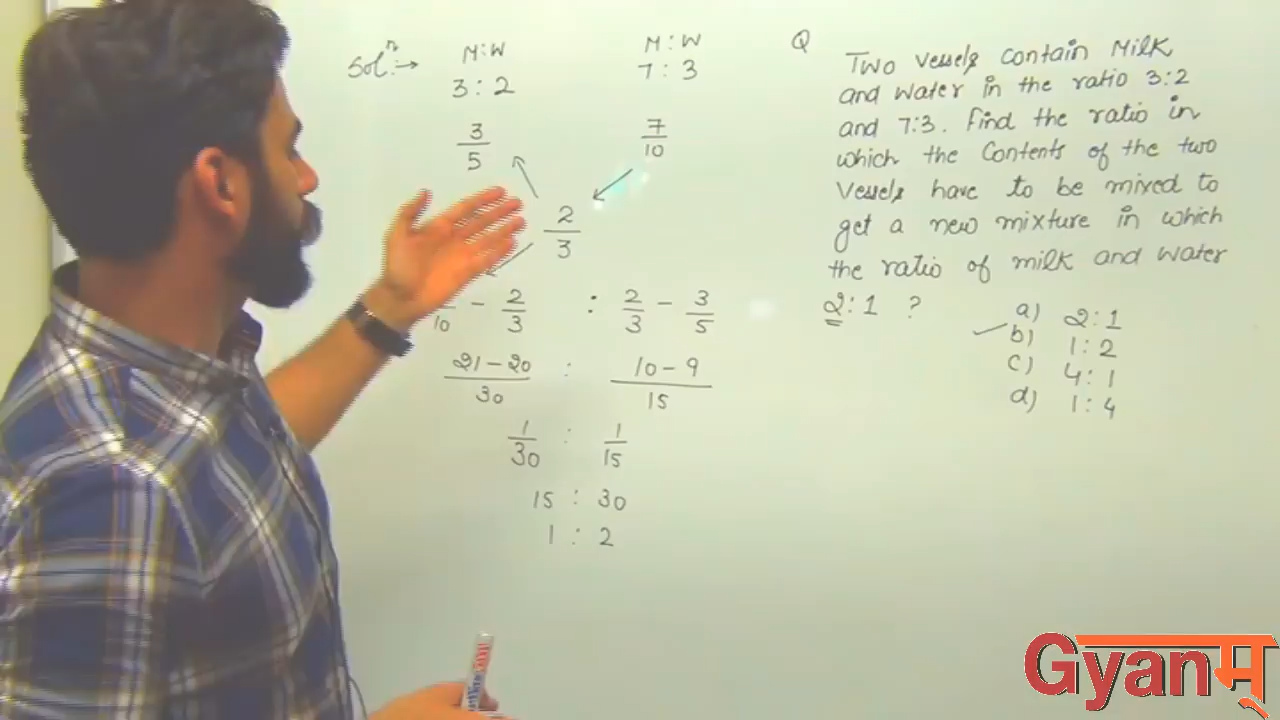 Solⁿ:→
M:W
3 : 2
3/5
M : W
7 : 3
7/10
2/3
/10 - 2/3 : 2/3 - 3/5
21-20/30 : 10-9/15
1/30 : 1/15
15 : 30
1 : 2
Q
Two vessels contain Milk
and water in the ratio 3:2
and 7:3. Find the ratio in
which the Contents of the two
Vessels have to be mixed to
get a new mixture in which
the ratio of milk and water
2:1 ?
a) 2:1
b) 1:2
c) 4:1
d) 1:4
Gyanम्